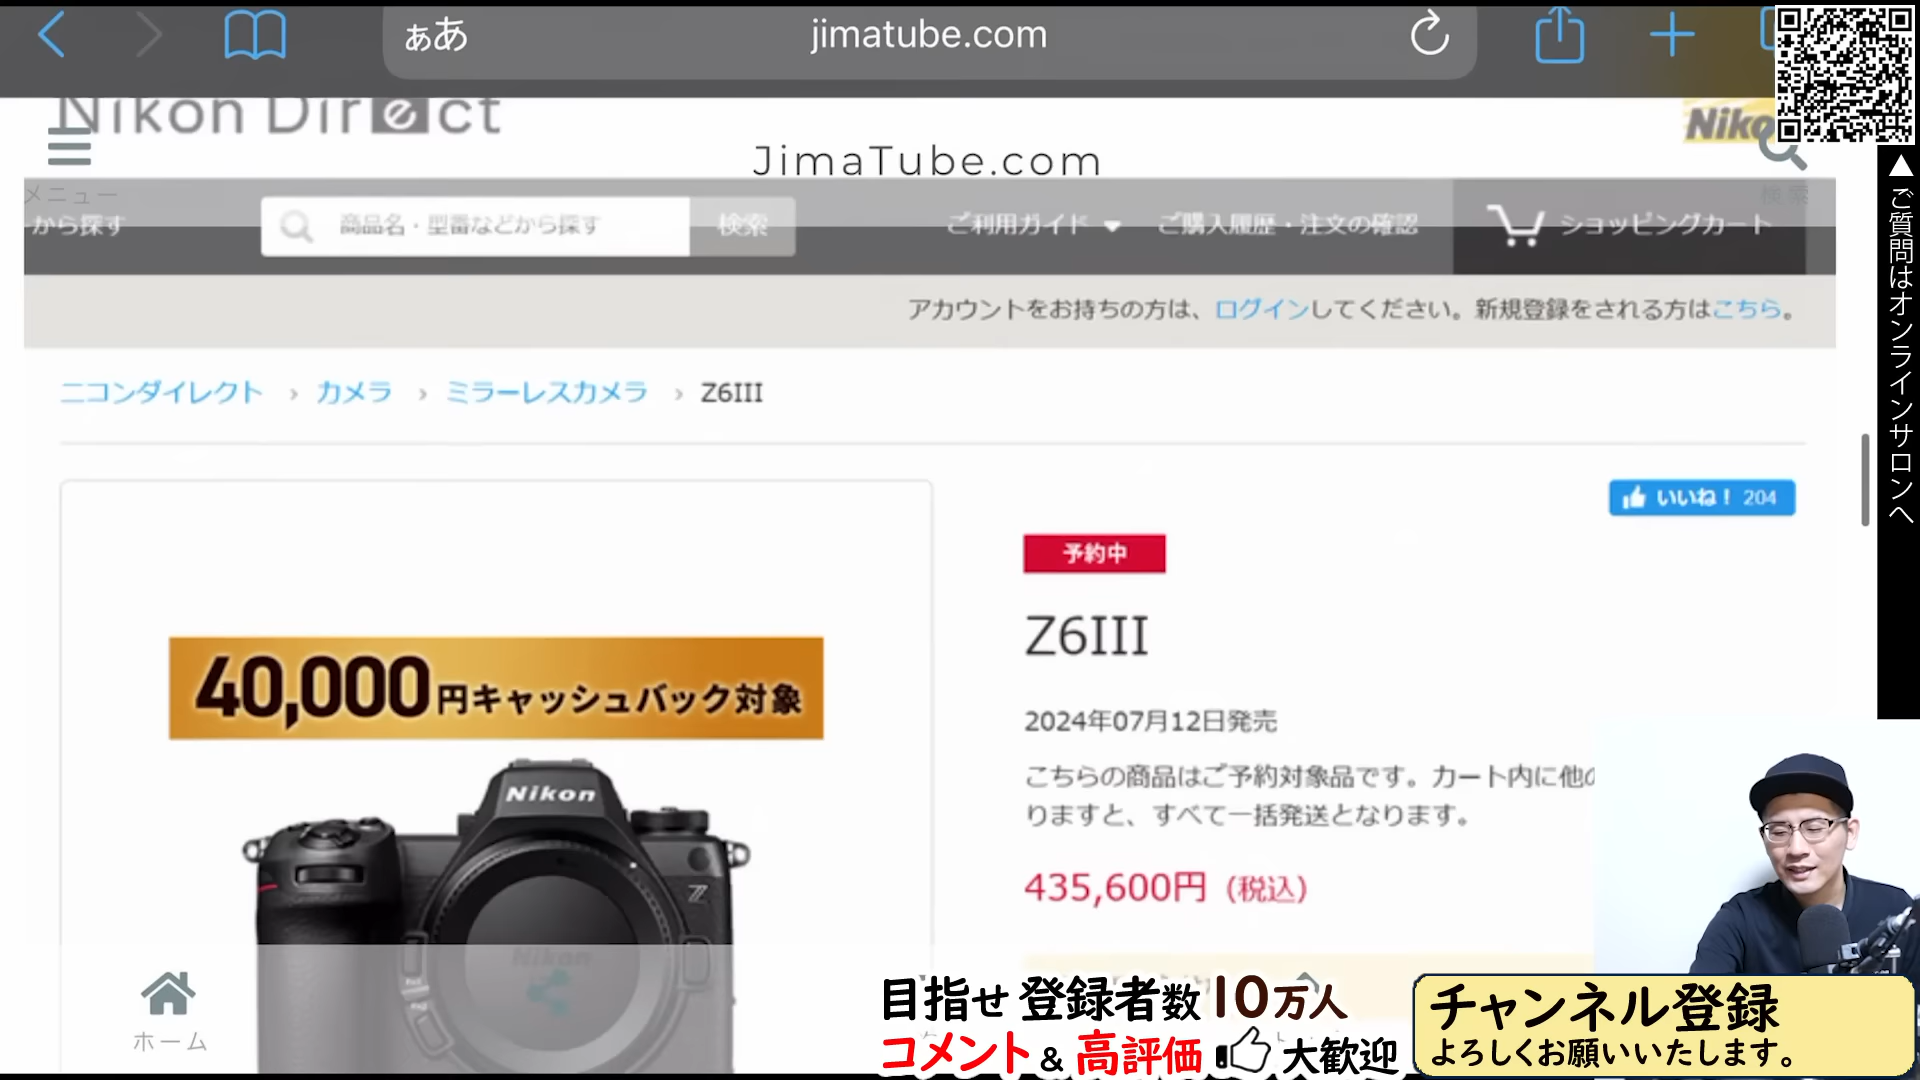 ぁあ
jimatube.com
Nikon Direct
JimaTube.com
メニュー
検索
から探す
商品名・型番などから探す
検索
ご利用ガイド
ご購入履歴・注文の確認
ショッピングカート
アカウントをお持ちの方は、ログインしてください。新規登録をされる方はこちら。
ニコンダイレクト › カメラ › ミラーレスカメラ › Z6III
いいね！ 204
予約中
Z6III
2024年07月12日発売
こちらの商品はご予約対象品です。カート内に他
りますと、すべて一括発送となります。
435,600円（税込）
40,000円キャッシュバック対象
Nikon
Z
Nikon
ホーム
▲ご質問はオンラインサロンへ
目指せ 登録者数10万人
コメント & 高評価 大歓迎
チャンネル登録
よろしくお願いいたします。